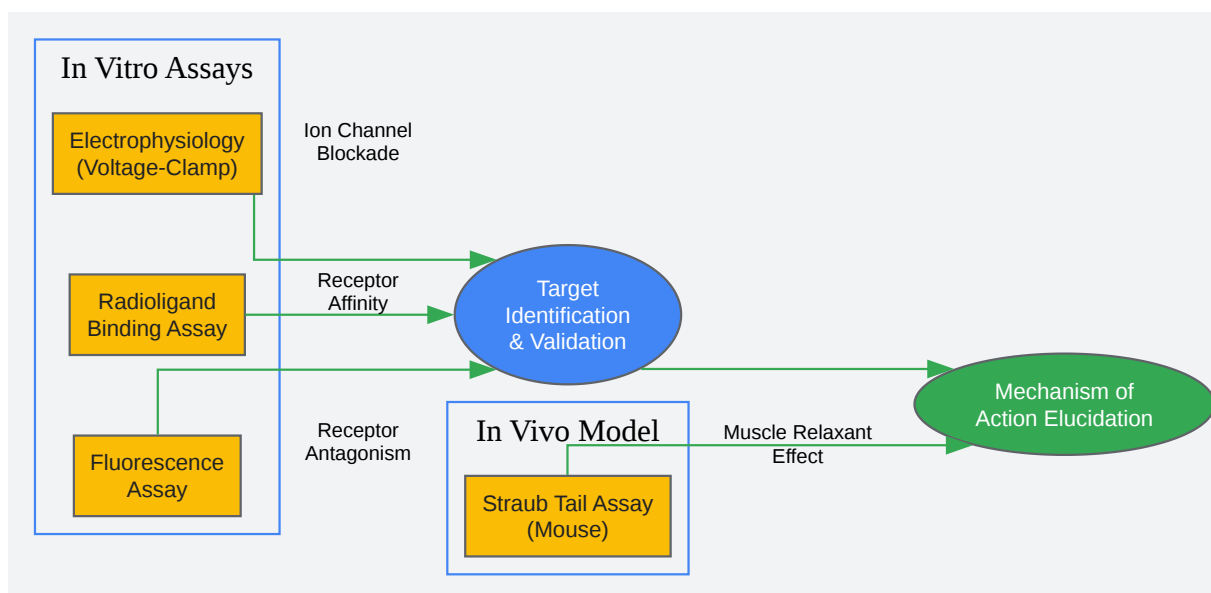 In Vitro Assays
Electrophysiology
(Voltage-Clamp)
Ion Channel
Blockade
Radioligand
Binding Assay
Receptor
Affinity
Target
Identification
& Validation
Fluorescence
Assay
Receptor
Antagonism
In Vivo Model
Straub Tail Assay
(Mouse)
Muscle Relaxant
Effect
Mechanism of
Action Elucidation